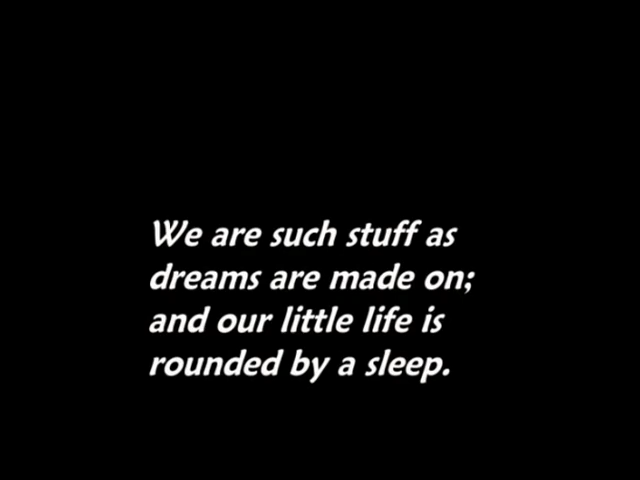 We are such stuff as
dreams are made on;
and our little life is
rounded by a sleep.